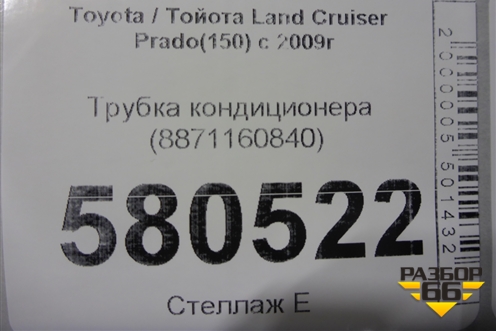 Toyota / Тойота Land Cruiser
Prado(150) с 2009г
Трубка кондиционера
(8871160840)
580522
Стеллаж Е
2000005501432
РАЗБОР
66